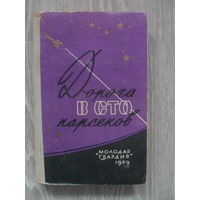 Дорога
В СТО
парсеков
"МОЛОДАЯ
ГВАРДИЯ"
1959